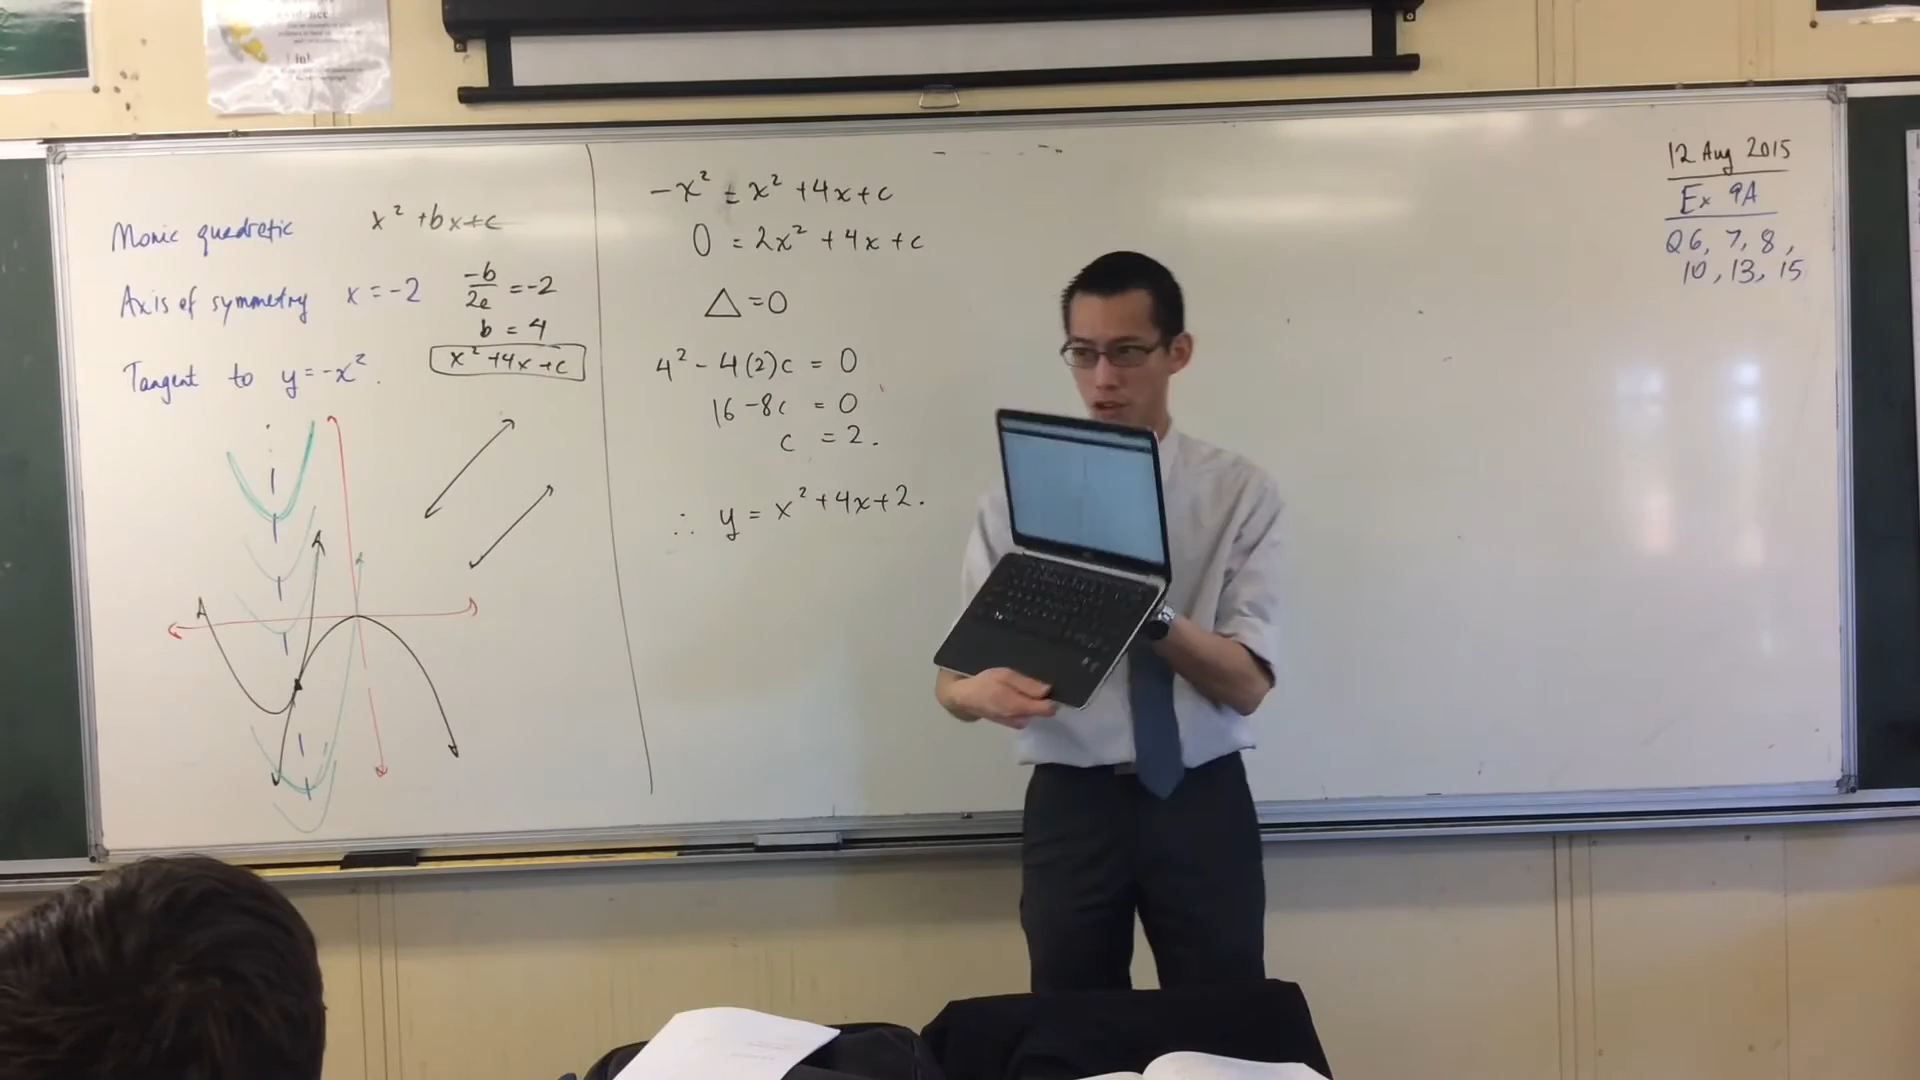 evidence
Link
Monic quadratic x² + bx + c
Axis of symmetry x = -2
-b/2a = -2
b = 4
x² + 4x + c
Tangent to y = -x².
-x² = x² + 4x + c
0 = 2x² + 4x + c
△ = 0
4² - 4(2)c = 0
16 - 8c = 0
c = 2.
∴ y = x² + 4x + 2.
12 Aug 2015
Ex 9A
Q6, 7, 8,
10, 13, 15